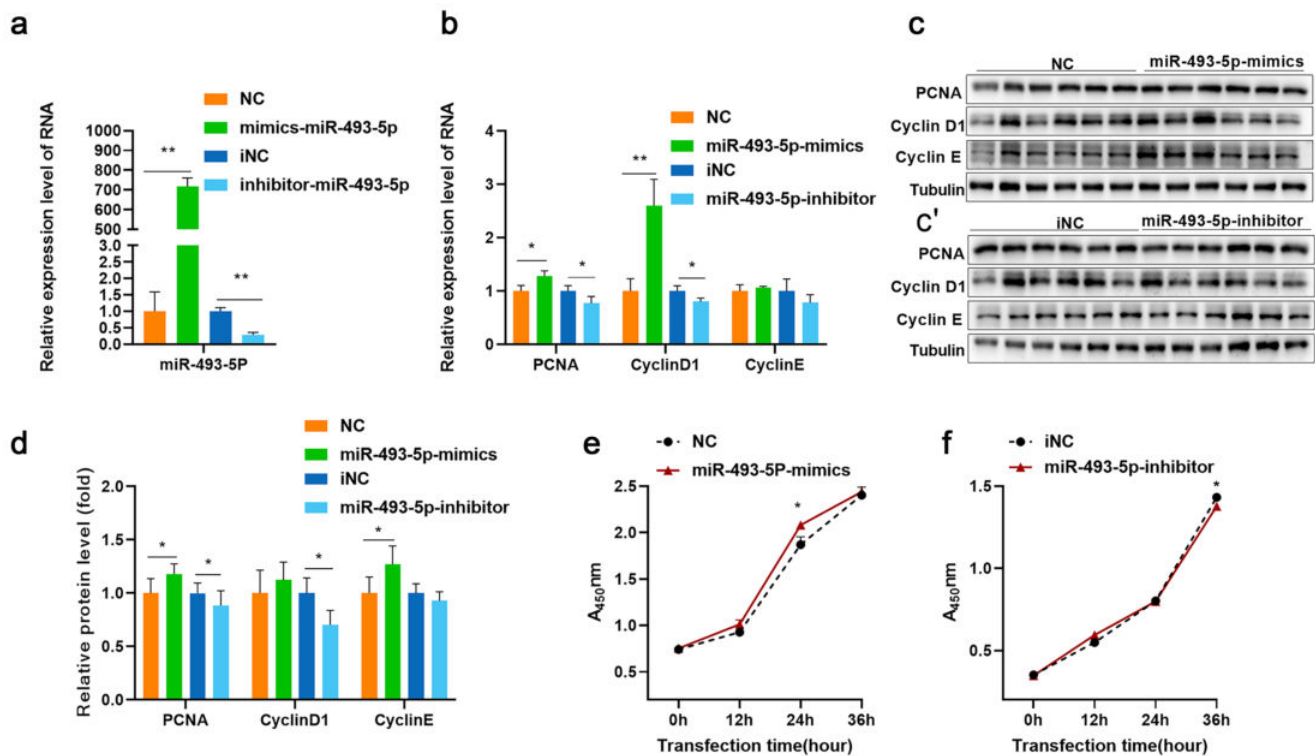 a
NC
mimics-miR-493-5p
iNC
inhibitor-miR-493-5p
Relative expression level of RNA
1000
900
800
700
600
500
3.0
2.5
2.0
1.5
1.0
0.5
0.0
**
**
miR-493-5P
b
NC
miR-493-5p-mimics
iNC
miR-493-5p-inhibitor
Relative expression level of RNA
4
3
2
1
0
*
*
**
*
PCNA
CyclinD1
CyclinE
c
NC
miR-493-5p-mimics
PCNA
Cyclin D1
Cyclin E
Tubulin
C'
iNC
miR-493-5p-inhibitor
PCNA
Cyclin D1
Cyclin E
Tubulin
d
NC
miR-493-5p-mimics
iNC
miR-493-5p-inhibitor
Relative protein level (fold)
2.0
1.5
1.0
0.5
0.0
*
*
*
*
PCNA
CyclinD1
CyclinE
e
NC
miR-493-5P-mimics
A450nm
2.5
2.0
1.5
1.0
0.5
*
0h
12h
24h
36h
Transfection time(hour)
f
iNC
miR-493-5p-inhibitor
A450nm
1.5
1.0
0.5
*
0h
12h
24h
36h
Transfection time(hour)